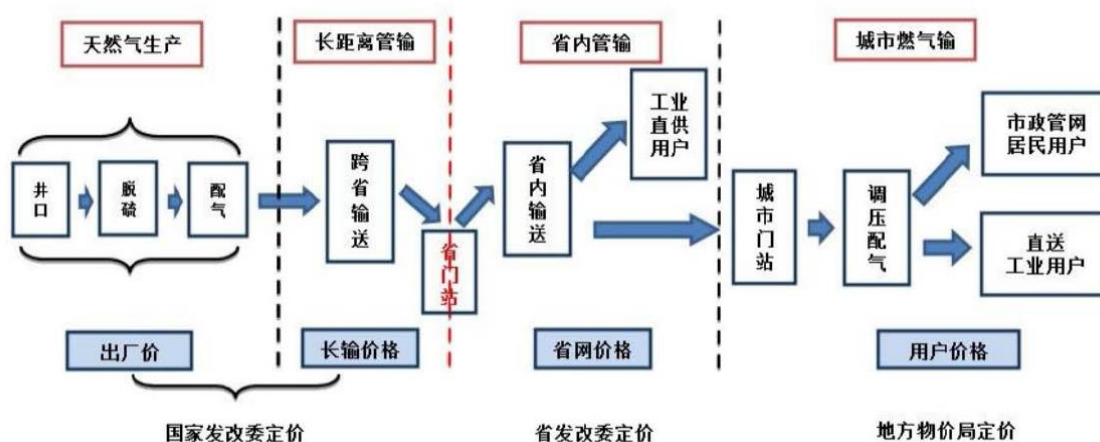 天然气生产
长距离管输
省内管输
城市燃气输
井口
脱硫
配气
跨省输送
省门站
省内输送
工业
直供
用户
城市门站
调压配气
市政管网
居民用户
直送
工业用户
出厂价
长输价格
省网价格
用户价格
国家发改委定价
省发改委定价
地方物价局定价